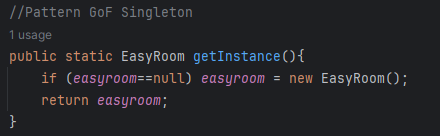 //Pattern GoF Singleton
1 usage
public static EasyRoom getInstance(){
    if (easyroom==null) easyroom = new EasyRoom();
    return easyroom;
}